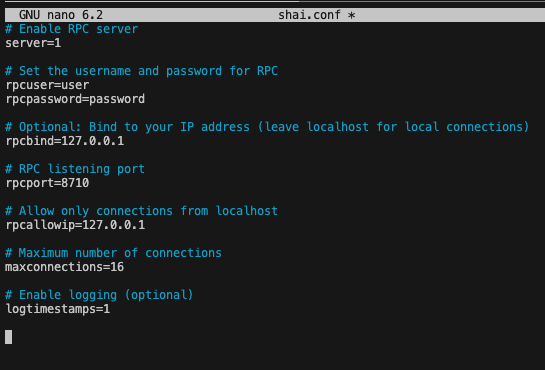 GNU nano 6.2 shai.conf *
# Enable RPC server
server=1
# Set the username and password for RPC
rpcuser=user
rpcpassword=password
# Optional: Bind to your IP address (leave localhost for local connections)
rpcbind=127.0.0.1
# RPC listening port
rpcport=8710
# Allow only connections from localhost
rpcallowip=127.0.0.1
# Maximum number of connections
maxconnections=16
# Enable logging (optional)
logtimestamps=1